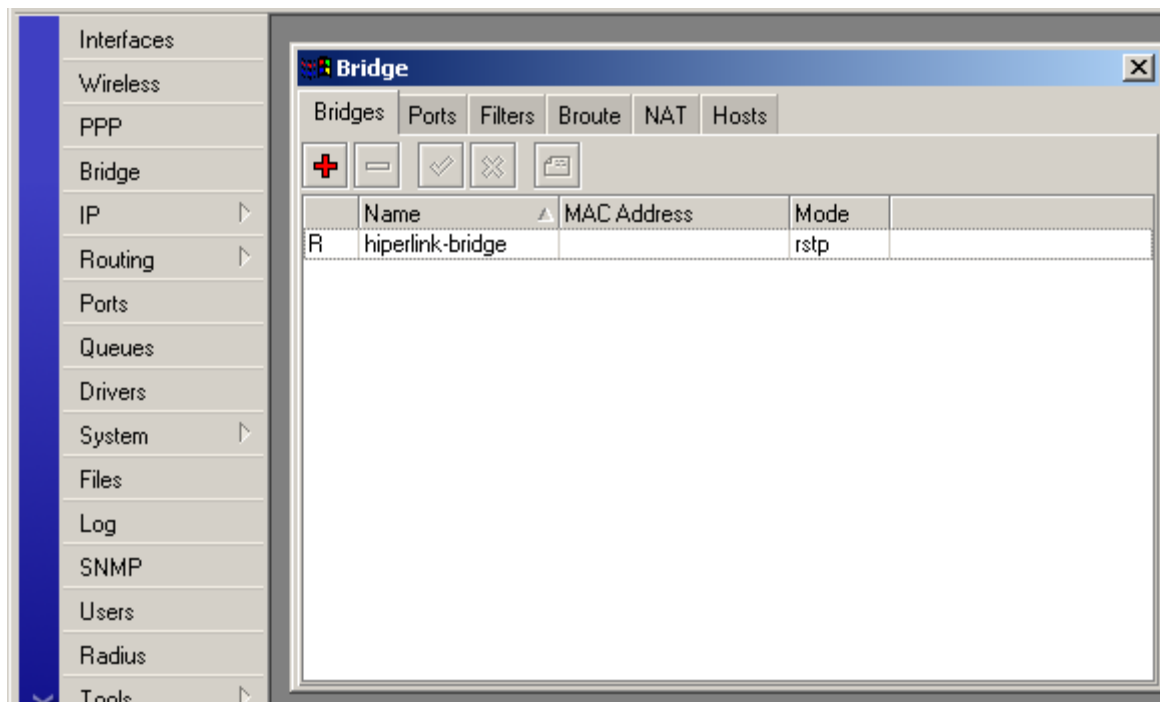 Interfaces
Wireless
PPP
Bridge
IP
Routing
Ports
Queues
Drivers
System
Files
Log
SNMP
Users
Radius
Tools
Bridge
Bridges Ports Filters Broute NAT Hosts
Name MAC Address Mode
R hiperlink-bridge rstp